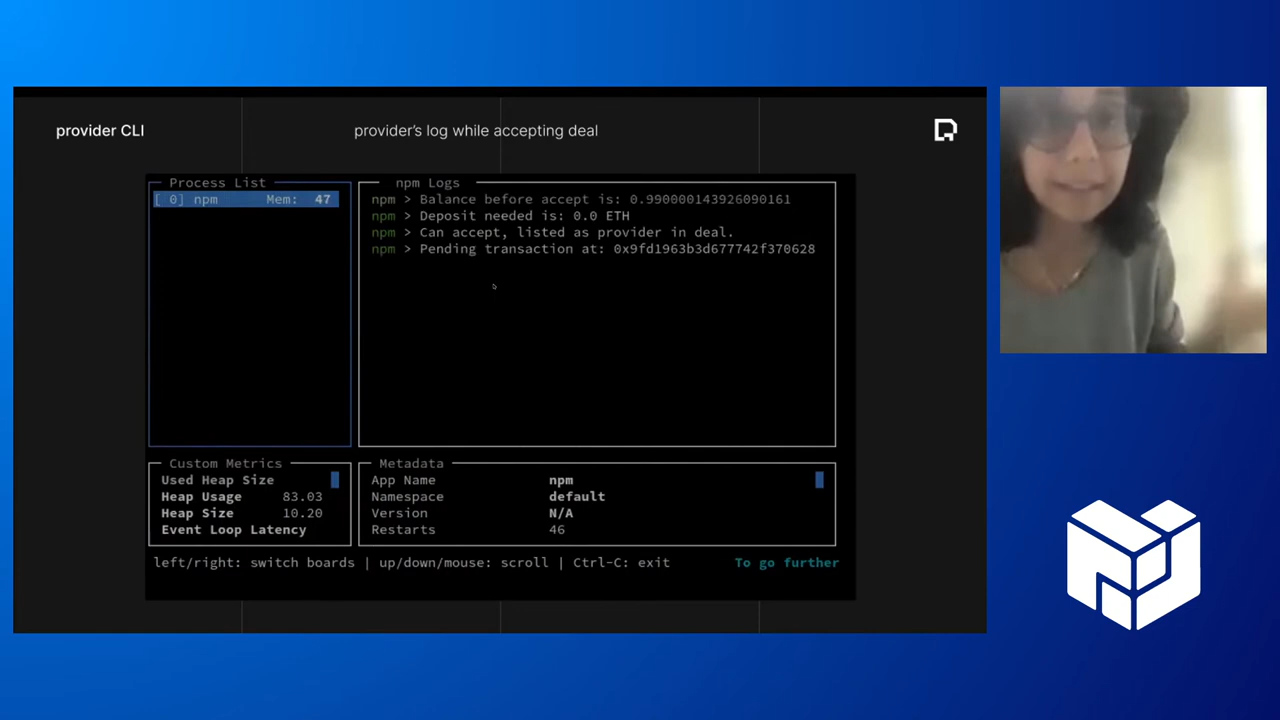 provider CLI
provider's log while accepting deal
Process List
[ 0] npm Mem: 47
npm Logs
npm > Balance before accept is: 0.990000143926090161
npm > Deposit needed is: 0.0 ETH
npm > Can accept, listed as provider in deal.
npm > Pending transaction at: 0x9fd1963b3d677742f370628
Custom Metrics
Used Heap Size
Heap Usage 83.03
Heap Size 10.20
Event Loop Latency
Metadata
App Name npm
Namespace default
Version N/A
Restarts 46
left/right: switch boards | up/down/mouse: scroll | Ctrl-C: exit To go further